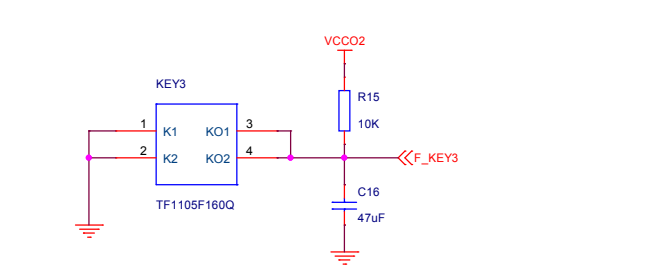 VCCO2
KEY3
R15
1 K1 KO1 3
10K
2 K2 KO2 4
F_KEY3
C16
TF1105F160Q
47uF